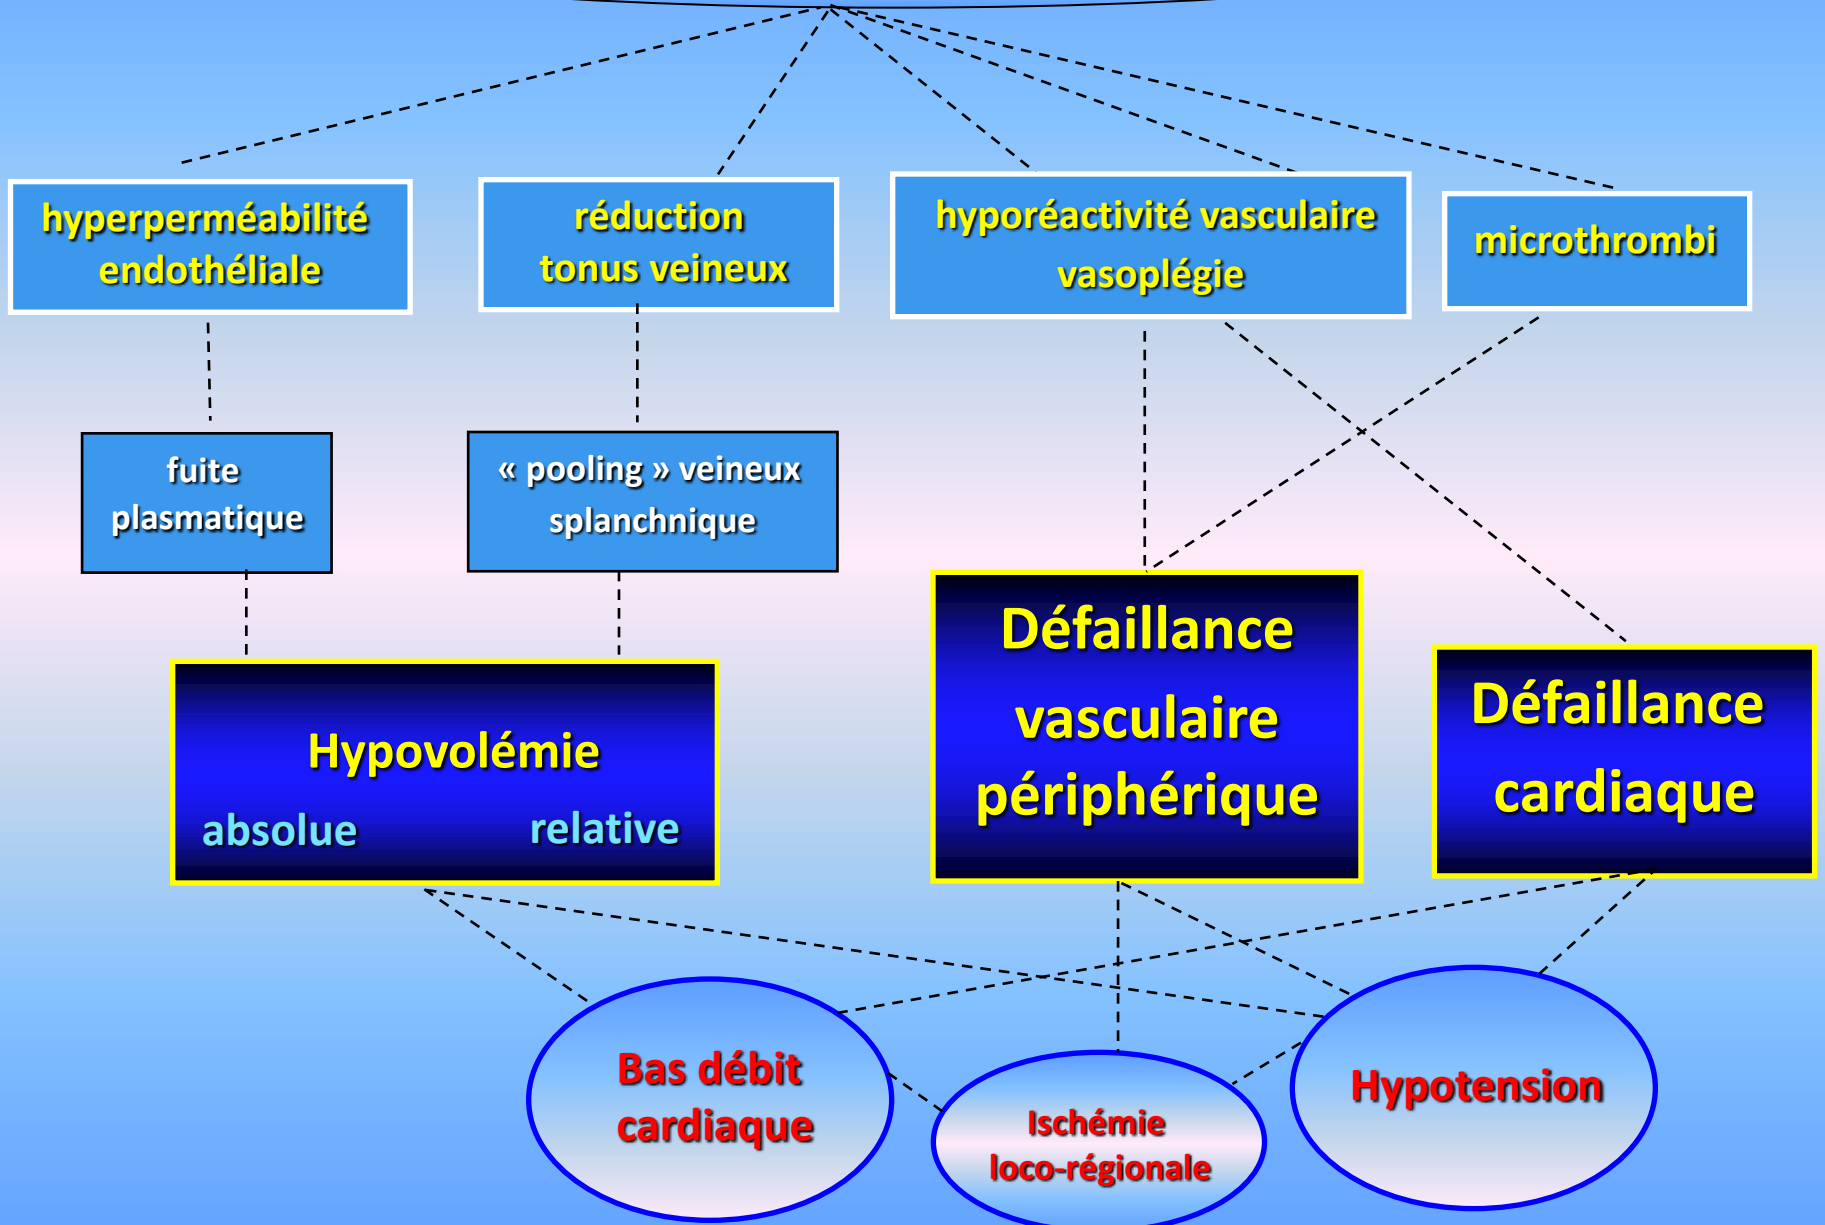 hyperperméabilité
endothéliale
réduction
tonus veineux
hyporéactivité vasculaire
vasoplégie
microthrombi
fuite
plasmatique
« pooling » veineux
splanchnique
Défaillance
vasculaire
périphérique
Défaillance
cardiaque
Hypovolémie
absolue relative
Bas débit
cardiaque
Ischémie
loco-régionale
Hypotension